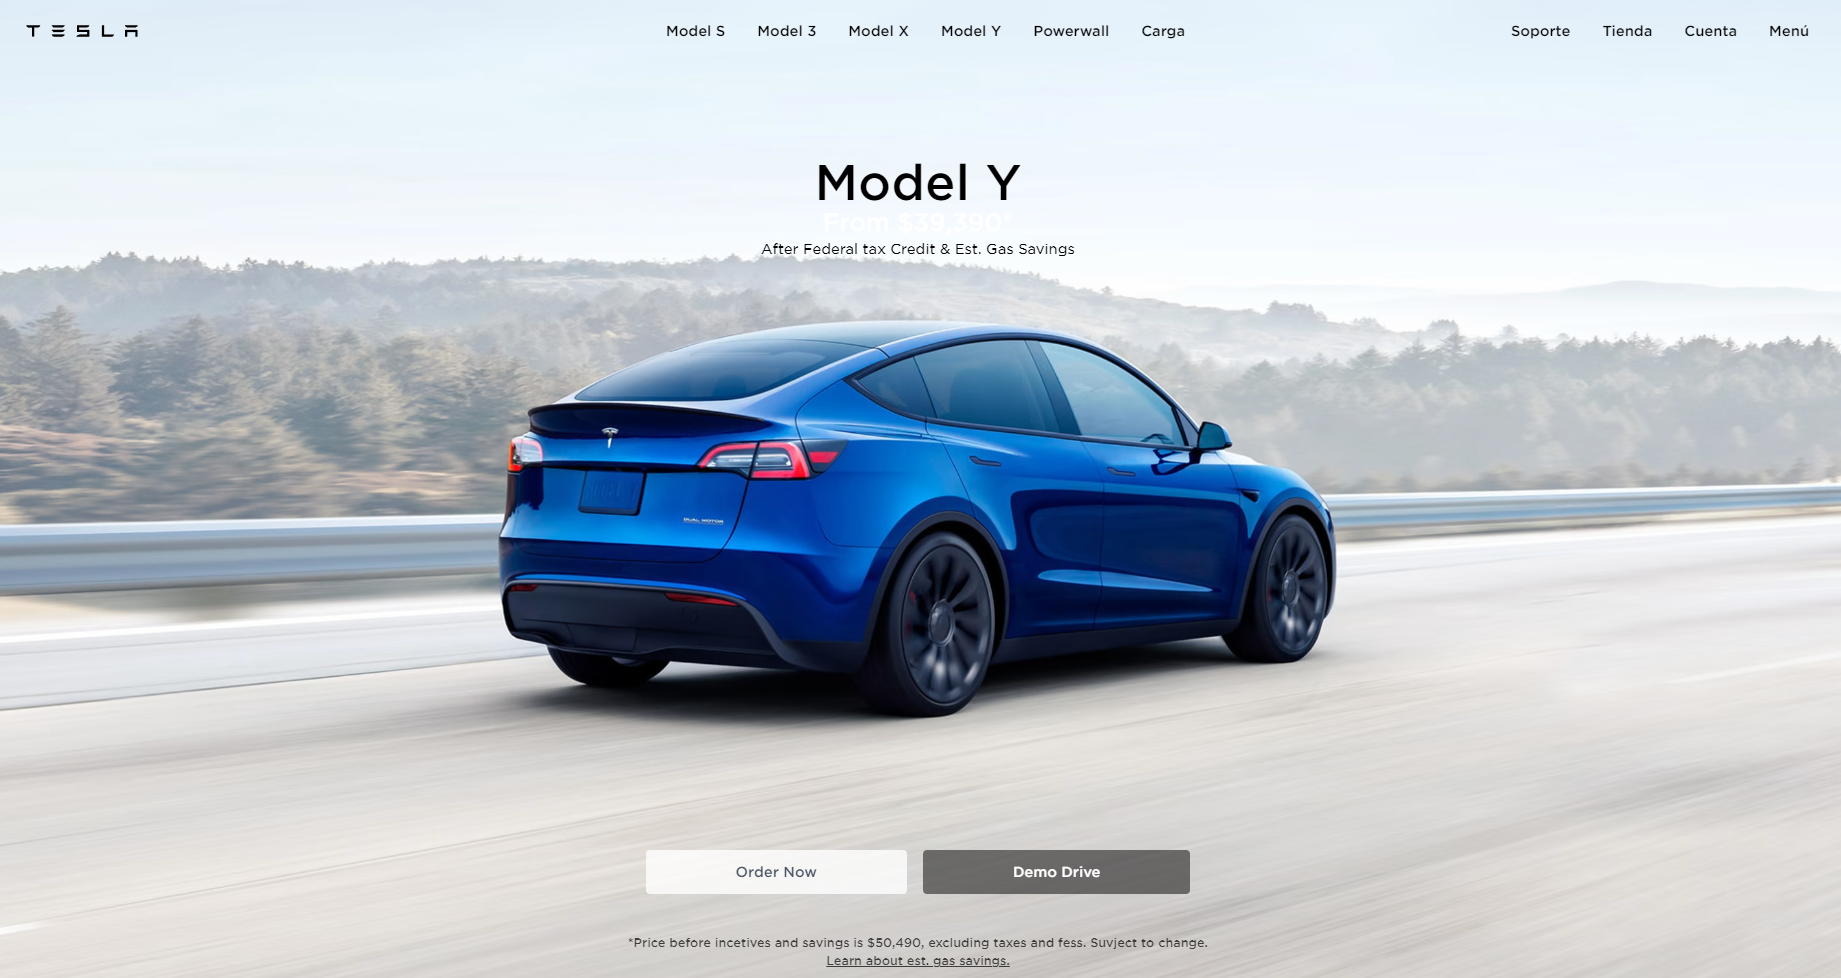 TESLA
Model S Model 3 Model X Model Y Powerwall Carga
Soporte Tienda Cuenta Menú
Model Y
From $39,390*
After Federal tax Credit & Est. Gas Savings
DUAL MOTOR
Order Now
Demo Drive
*Price before incetives and savings is $50,490, excluding taxes and fess. Suvject to change.
Learn about est. gas savings.